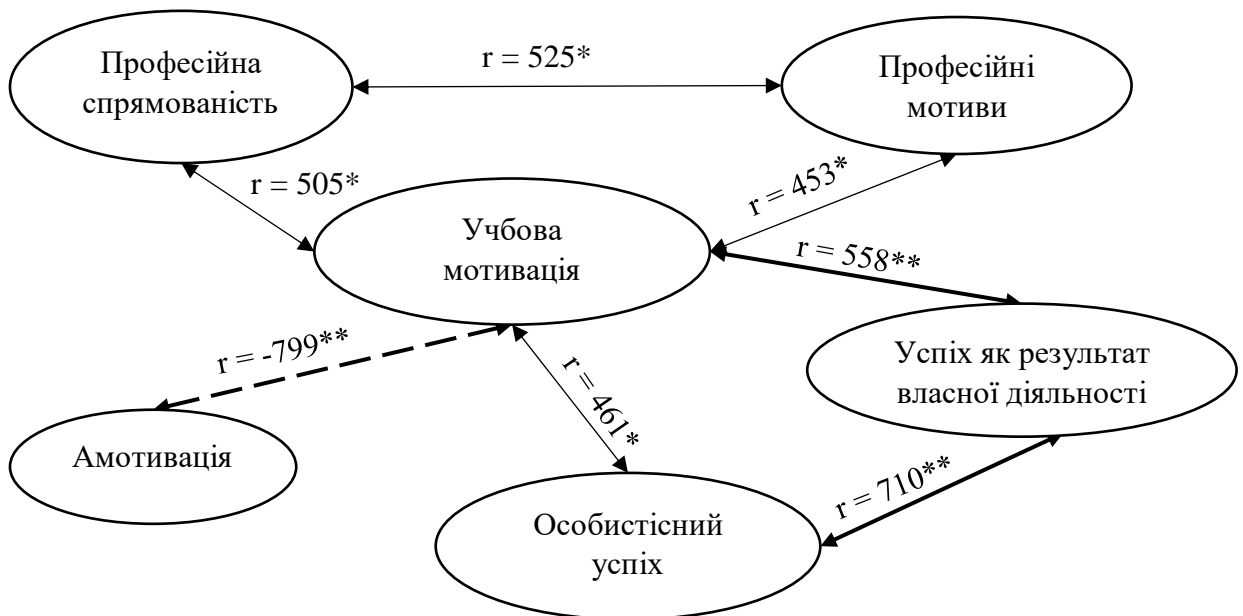 Професійна
спрямованість
r = 525*
Професійні
мотиви
r = 505*
r = 453*
Учбова
мотивація
r = 558**
r = -799**
r = 461*
Успіх як результат
власної діяльності
Амотивація
r = 710**
Особистісний
успіх